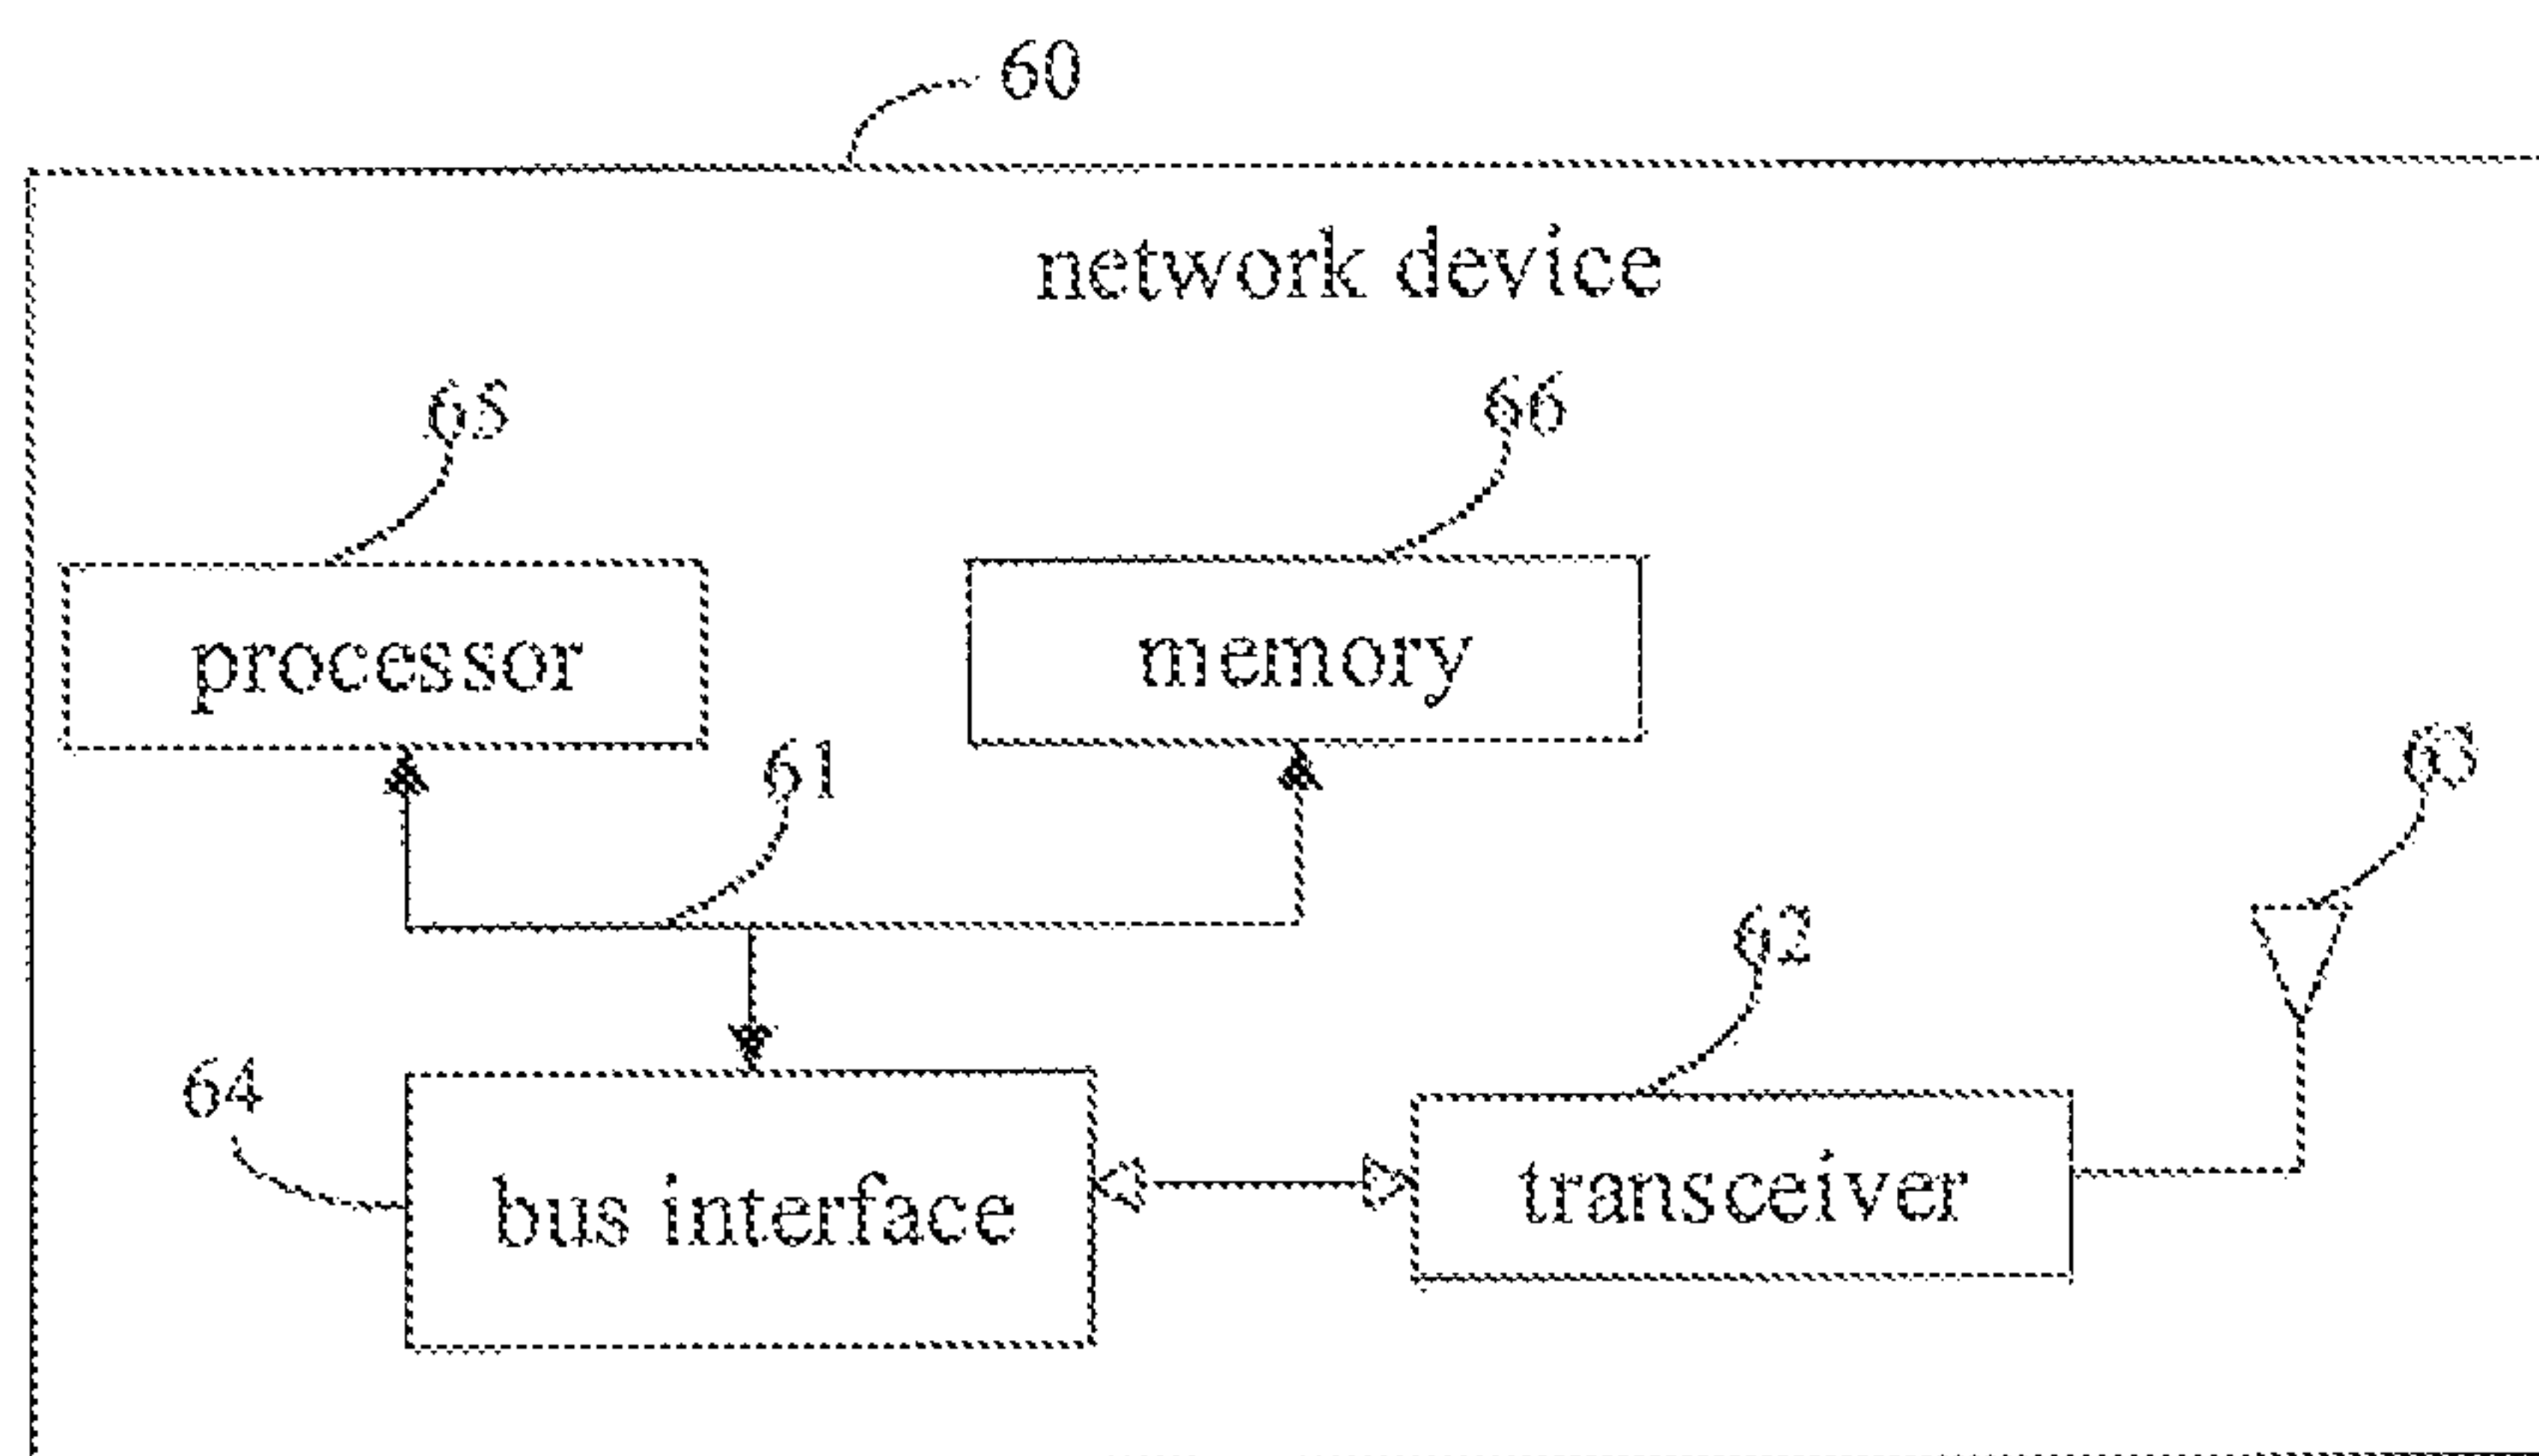 60
network device
65
66
processor
memory
61
63
62
64
bus interface
transceiver